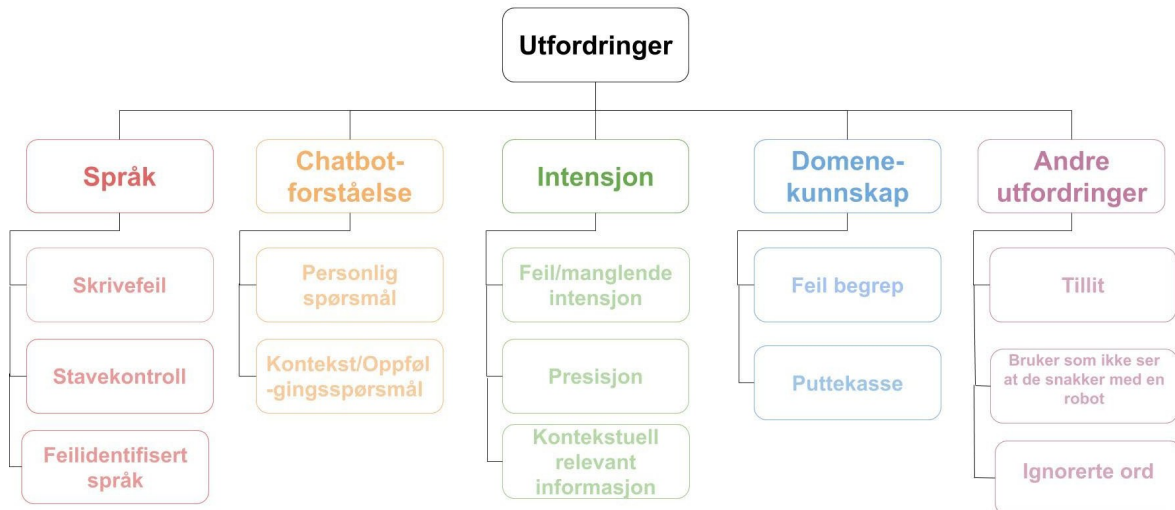 Utfordringer
Språk
Chatbot-
forståelse
Intensjon
Domene-
kunnskap
Andre
utfordringer
Skrivefeil
Stavekontroll
Feilidentifisert
språk
Personlig
spørsmål
Kontekst/Oppføl
-gingsspørsmål
Feil/manglende
intensjon
Presisjon
Kontekstuell
relevant
informasjon
Feil begrep
Puttekasse
Tillit
Bruker som ikke ser
at de snakker med en
robot
Ignorerte ord